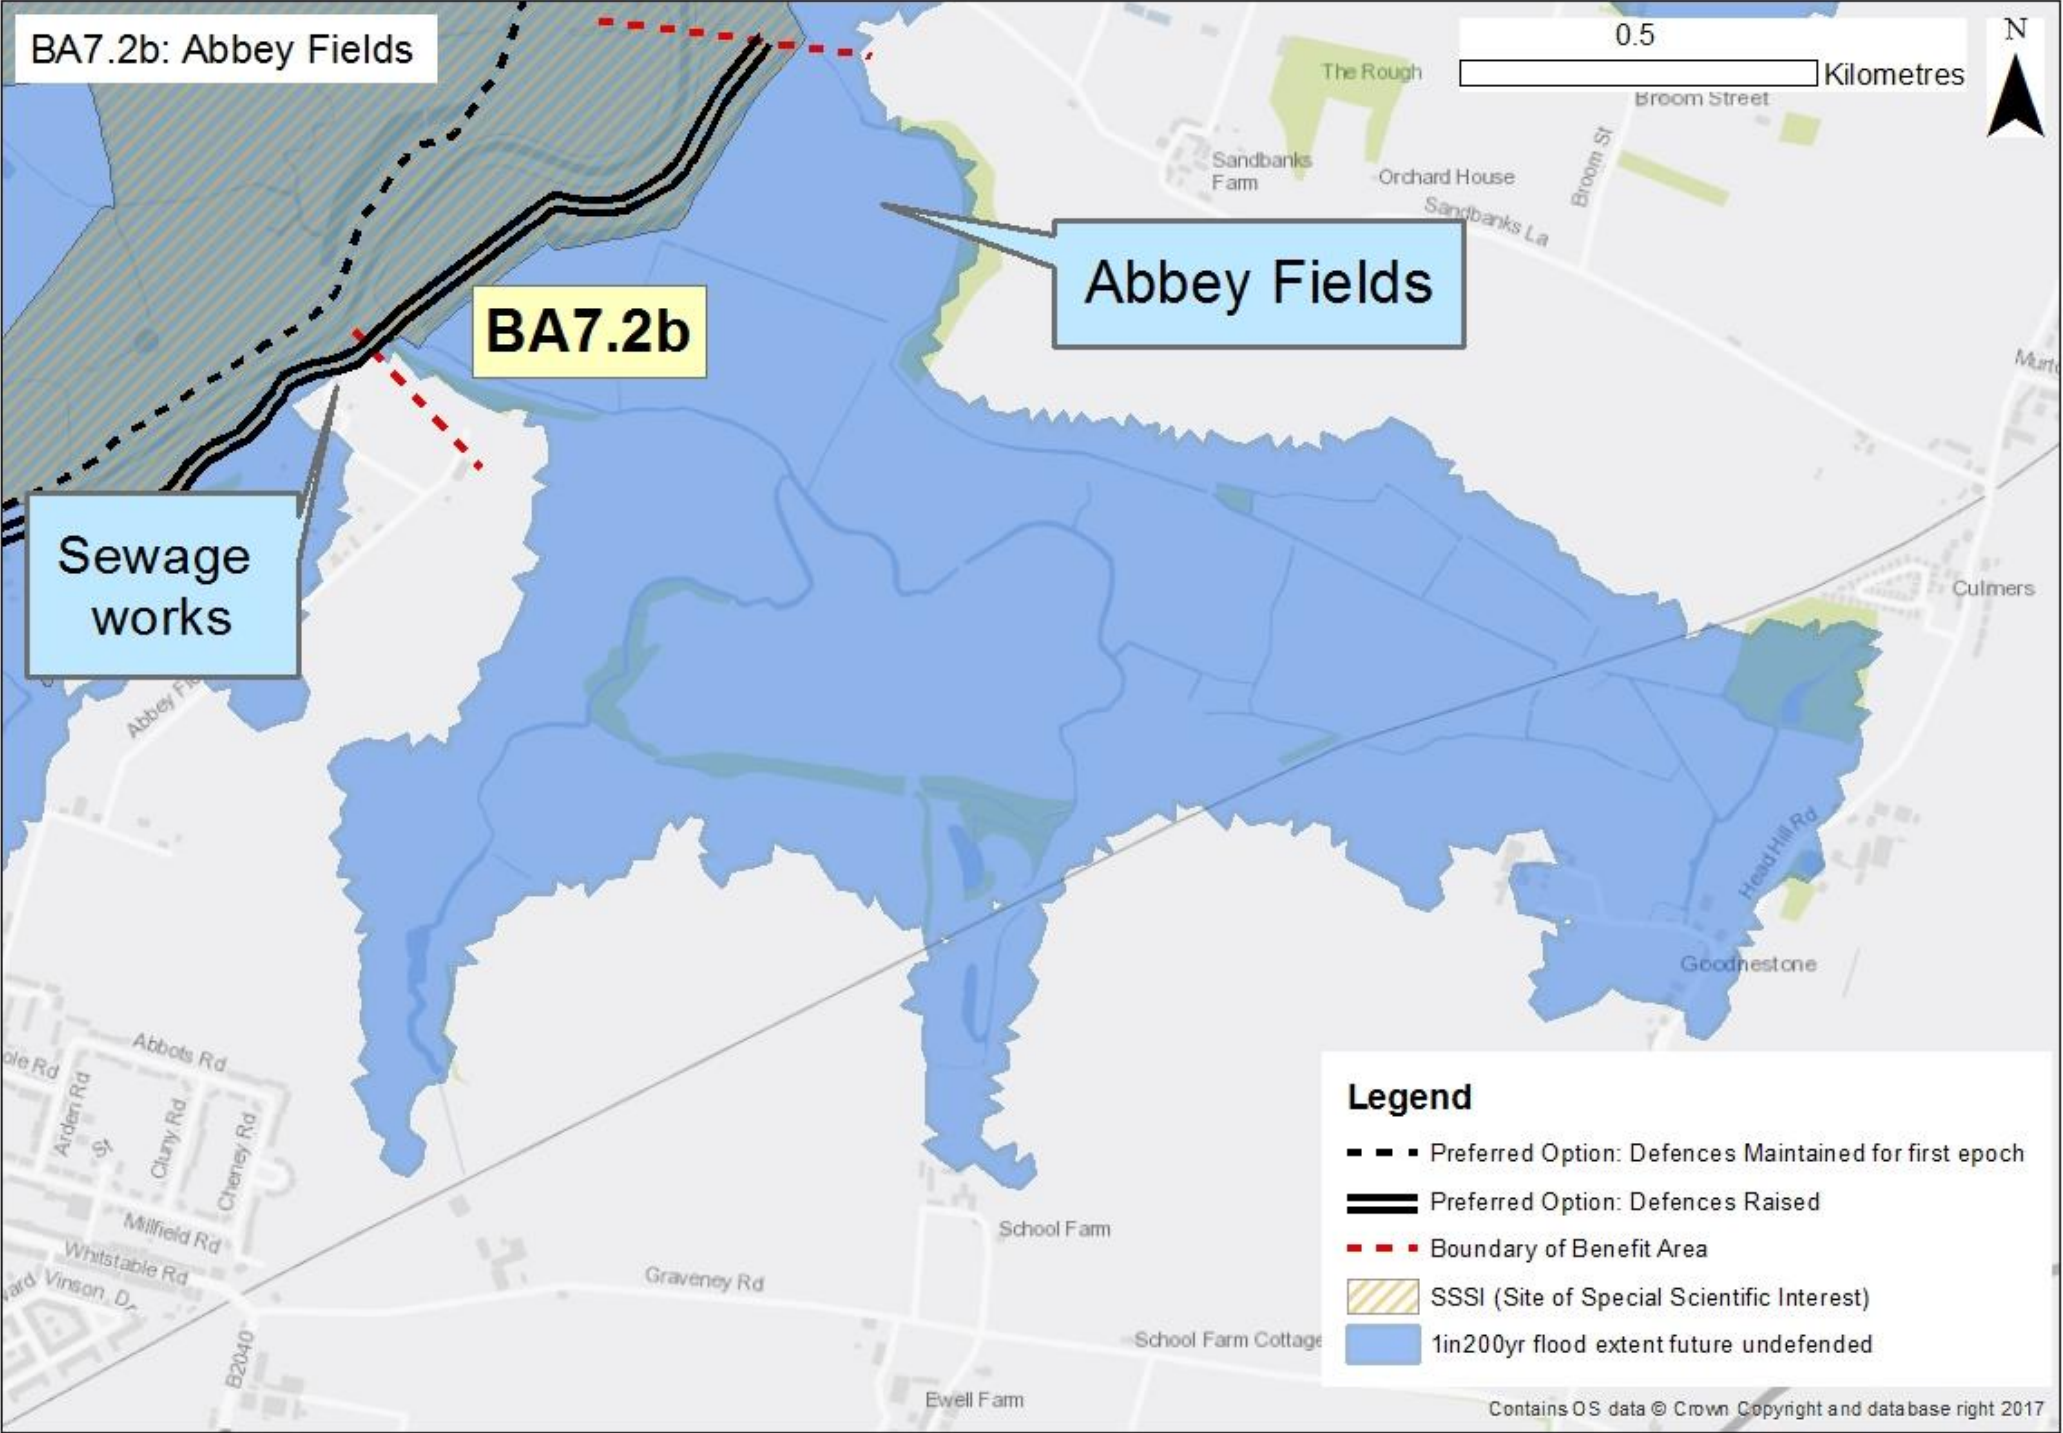 BA7.2b: Abbey Fields
0.5
Kilometres
N
The Rough
Broom Street
Sandbanks
Farm
Orchard House
Broom St
Sandbanks La
Abbey Fields
BA7.2b
Sewage
works
Culmers
Head Hill Rd
Goodnestone
Abbots Rd
Arden Rd
St
Cluny Rd
Cheney Rd
Millfield Rd
Whitstable Rd
Vinson
B2040
Graveney Rd
School Farm
School Farm Cottage
Ewell Farm
Legend
Preferred Option: Defences Maintained for first epoch
Preferred Option: Defences Raised
Boundary of Benefit Area
SSSI (Site of Special Scientific Interest)
1in200yr flood extent future undefended
Contains OS data © Crown Copyright and database right 2017